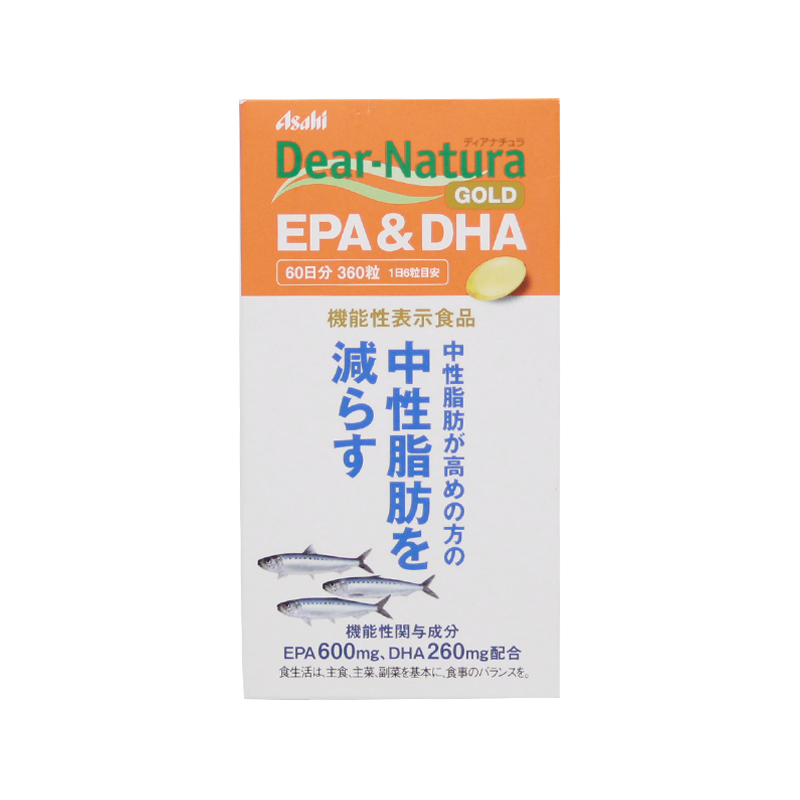 Asahi
ディアナチュラ
Dear-Natura
GOLD
EPA&DHA
60日分 360粒 1日6粒目安
機能性表示食品
中性脂肪が高めの方の
中性脂肪を
減らす
機能性関与成分
EPA600mg、DHA260mg配合
食生活は、主食、主菜、副菜を基本に、食事のバランスを。